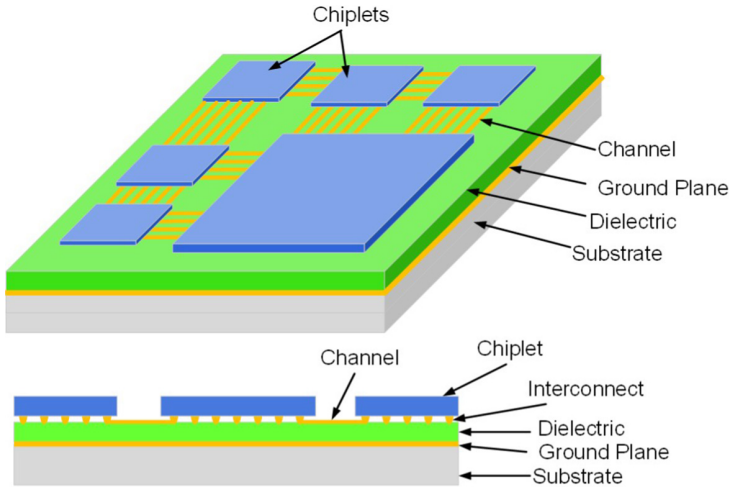 Chiplets
Channel
Ground Plane
Dielectric
Substrate
Channel
Chiplet
Interconnect
Dielectric
Ground Plane
Substrate